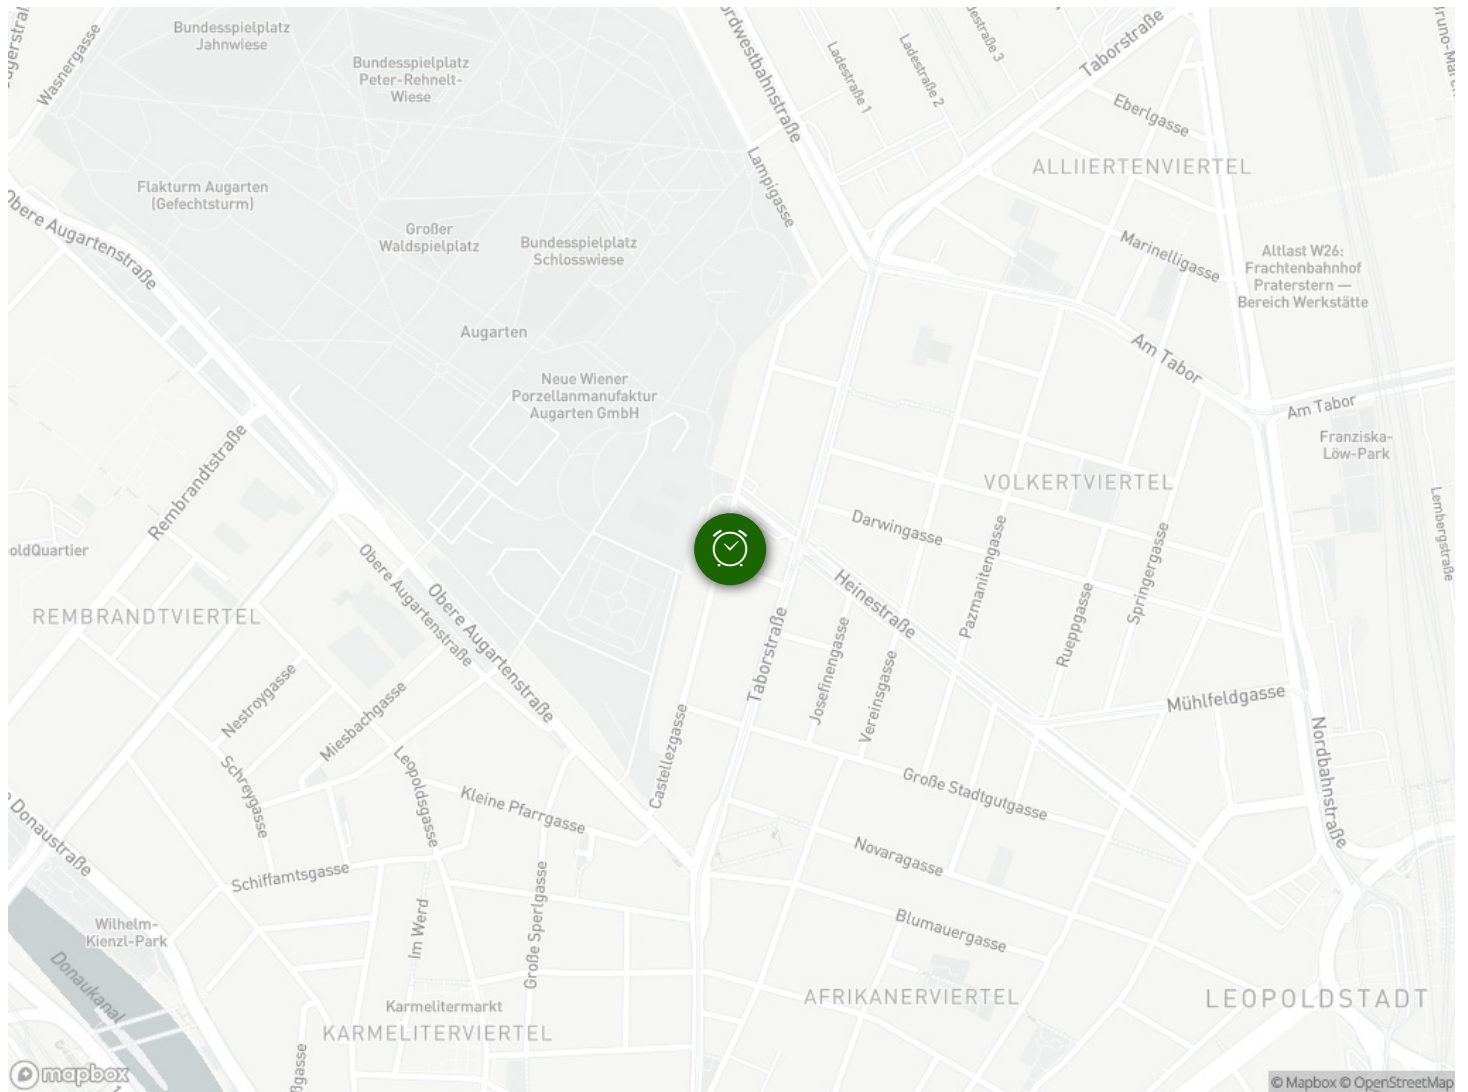 Bundesspielplatz
Jahnwiese
Wasnergasse
Bundesspielplatz
Peter-Rehnelt-
Wiese
Nordwestbahnstraße
Ladestraße 1
Ladestraße 2
Taborstraße
Eberlgasse
ALLIIERTENVIERTEL
Lampigasse
Flakturm Augarten
(Gefechtsturm)
Obere Augartenstraße
Großer
Waldspielplatz
Bundesspielplatz
Schlosswiese
Marinelligasse
Altlast W26:
Frachtenbahnhof
Praterstern —
Bereich Werkstätte
Augarten
Am Tabor
Neue Wiener
Porzellanmanufaktur
Augarten GmbH
Am Tabor
Franziska-
Löw-Park
Rembrandtstraße
VOLKERTVIERTEL
Lembergstraße
Darwingasse
oldQuartier
Obere Augartenstraße
Obere Augartenstraße
Heinestraße
Pazmanitengasse
Rueppgasse
Springergasse
REMBRANDTVIERTEL
Taborstraße
Josefinengasse
Vereinsgasse
Nestroygasse
Miesbachgasse
Mühlfeldgasse
Nordbahnstraße
Castellezgasse
Schreygasse
Leopoldsgasse
Kleine Pfarrgasse
Große Stadtgutgasse
Donaustraße
Schiffamtsgasse
Novaragasse
Wilhelm-
Kienzl-Park
Im Werd
Große Sperlgasse
Blumauergasse
Donaukanal
Karmelitermarkt
KARMELITERVIERTEL
AFRIKANERVIERTEL
LEOPOLDSTADT
mapbox
© Mapbox © OpenStreetMap